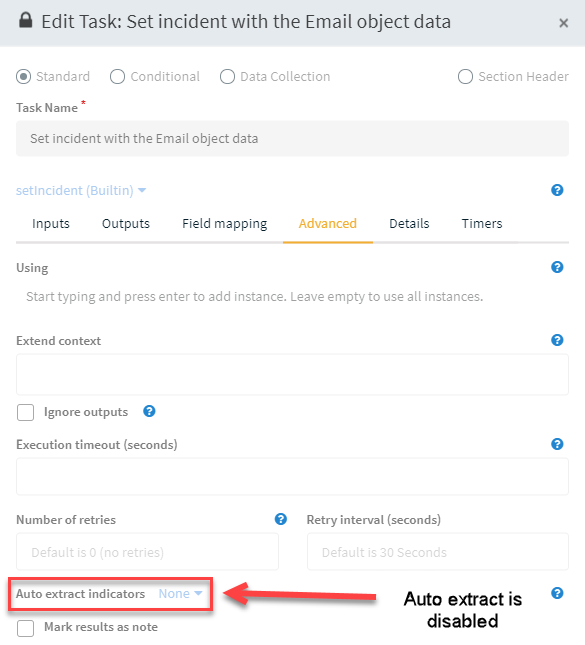 Edit Task: Set incident with the Email object data ×
Standard Conditional Data Collection Section Header
Task Name *
Set incident with the Email object data
setIncident (Builtin) ?
Inputs Outputs Field mapping Advanced Details Timers
Using ?
Start typing and press enter to add instance. Leave empty to use all instances.
Extend context ?
Ignore outputs ?
Execution timeout (seconds) ?
Number of retries ? Retry interval (seconds)
Default is 0 (no retries) Default is 30 Seconds
Auto extract indicators None ?
Auto extract is
disabled
Mark results as note